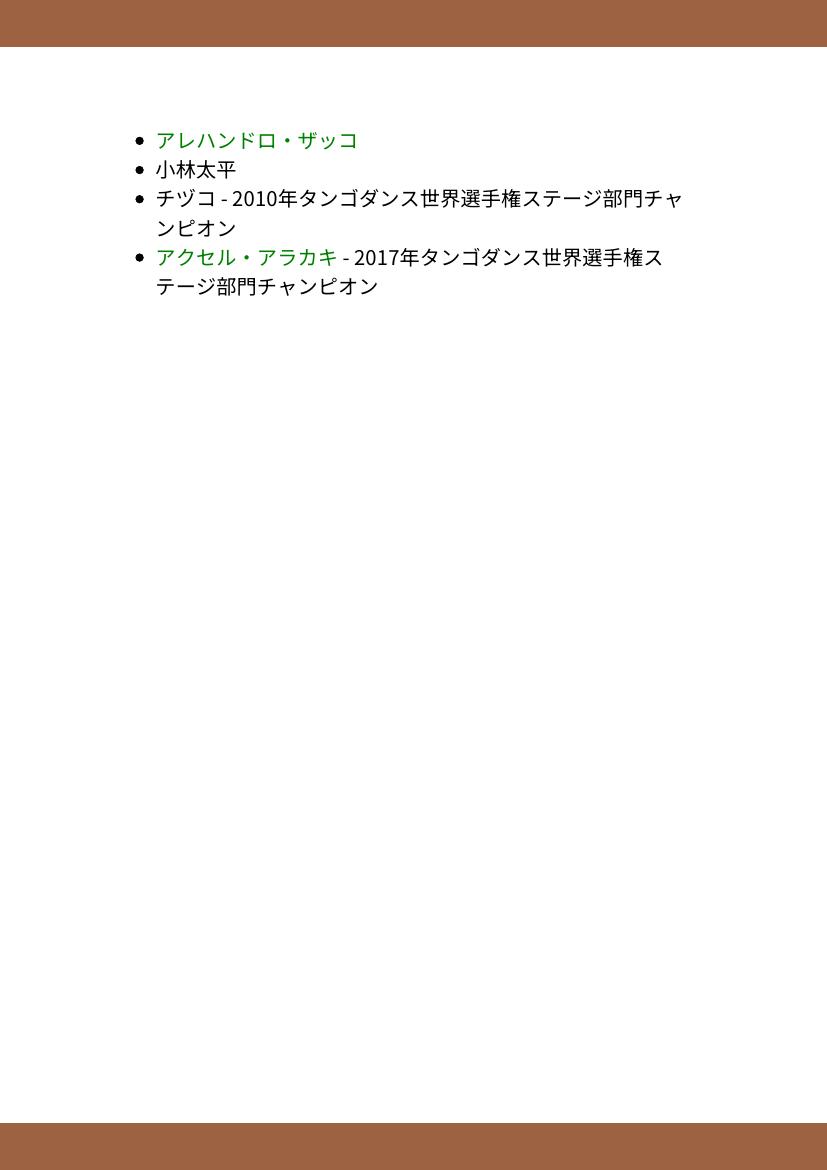 • アレハンドロ・ザッコ
• 小林太平
• チヅコ - 2010年タンゴダンス世界選手権ステージ部門チャ
ンピオン
• アクセル・アラカキ - 2017年タンゴダンス世界選手権ス
テージ部門チャンピオン